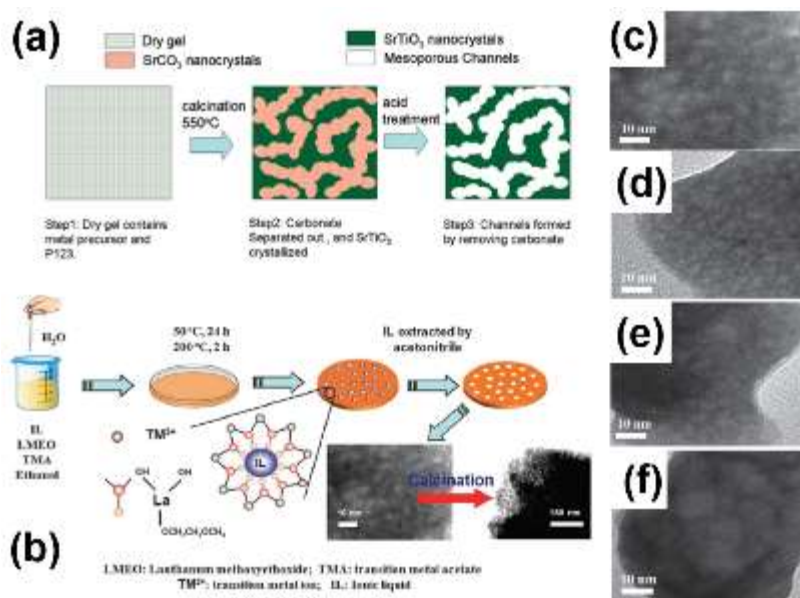 (a)
Dry gel
SrCO3 nanocrystals
SrTiO3 nanocrystals
Mesoporous Channels
calcination
550°C
acid
treatment
Step1: Dry gel contains
metal precursor and
P123.
Step2: Carbonate
Separated out , and SrTiO3
crystallized
Step3: Channels formed
by removing carbonate
H2O
IL
LMEO
TMA
Ethanol
50°C, 24 h
200°C, 2 h
IL extracted by
acetonitrile
TM2+
OH
OH
La
OCH2CH2OCH3
IL
Calcination
(b)
LMEO: Lanthanum methoxyethoxide; TMA: transition metal acetate
TM2+: transition metal ion; IL: Ionic liquid
(c)
10 nm
(d)
10 nm
(e)
10 nm
(f)
10 nm